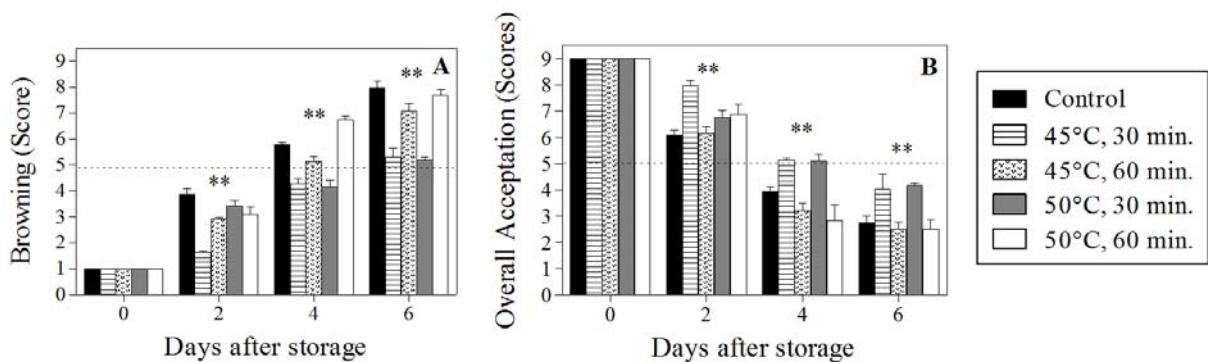 A
Browning (Score)
9
8
7
6
5
4
3
2
1
0
**
**
**
0 2 4 6
Days after storage
B
Overall Acceptation (Scores)
9
8
7
6
5
4
3
2
1
0
**
**
**
0 2 4 6
Days after storage
Control
45°C, 30 min.
45°C, 60 min.
50°C, 30 min.
50°C, 60 min.